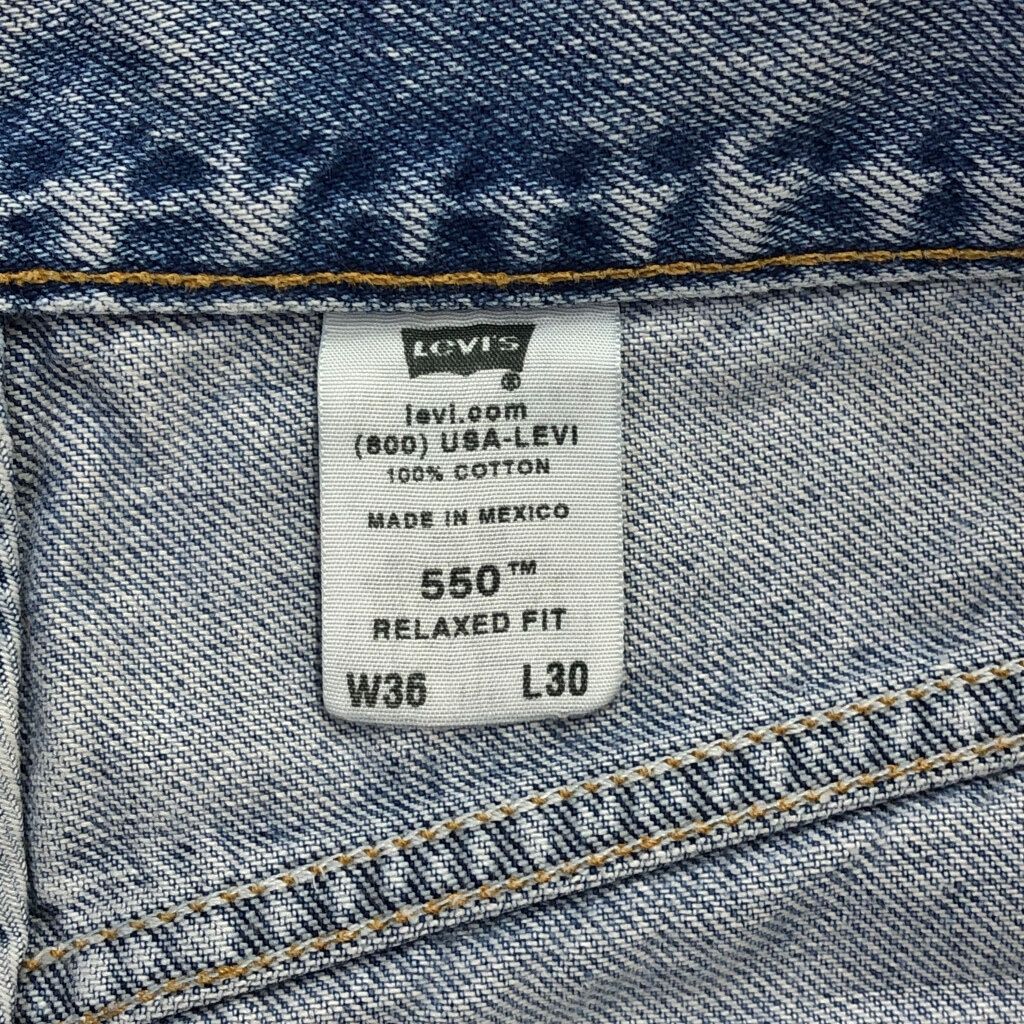 LEVI'S
®
levi.com
(800) USA-LEVI
100% COTTON
MADE IN MEXICO
550™
RELAXED FIT
W36 L30